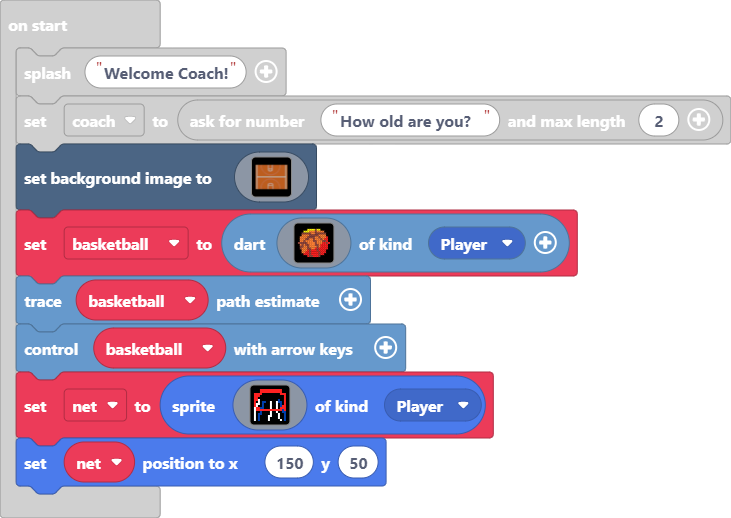 on start
splash "Welcome Coach!"
set coach to ask for number "How old are you? " and max length 2
set background image to
set basketball to dart of kind Player
trace basketball path estimate
control basketball with arrow keys
set net to sprite of kind Player
set net position to x 150 y 50